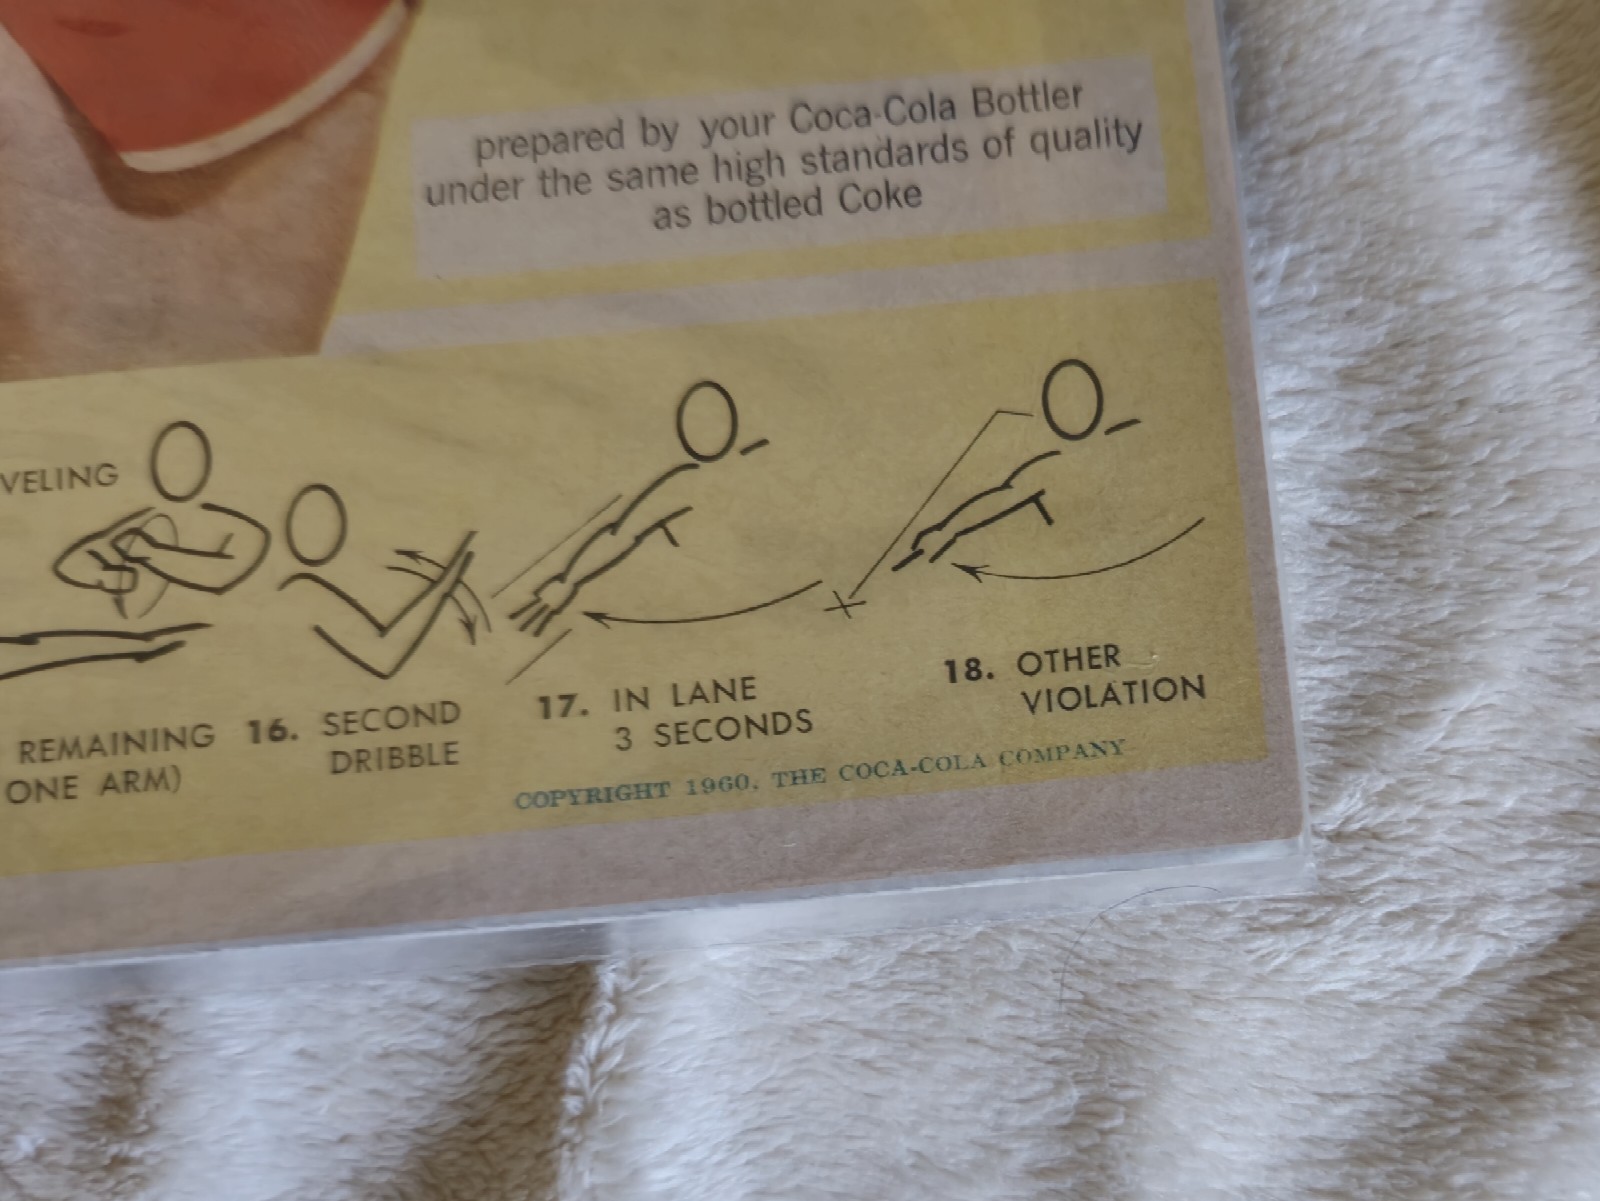 prepared by your Coca-Cola Bottler
under the same high standards of quality
as bottled Coke
VELING
REMAINING
ONE ARM)
16. SECOND
DRIBBLE
17. IN LANE
3 SECONDS
18. OTHER
VIOLATION
COPYRIGHT 1960, THE COCA-COLA COMPANY